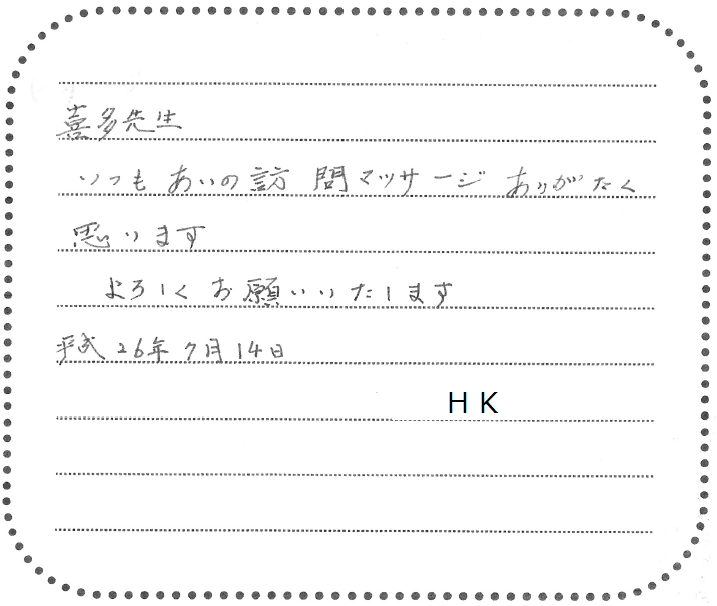 喜多先生
いつも あいの 訪問マッサージ ありがたく
思います
よろしく お願いいたします
平成26年7月14日
H K